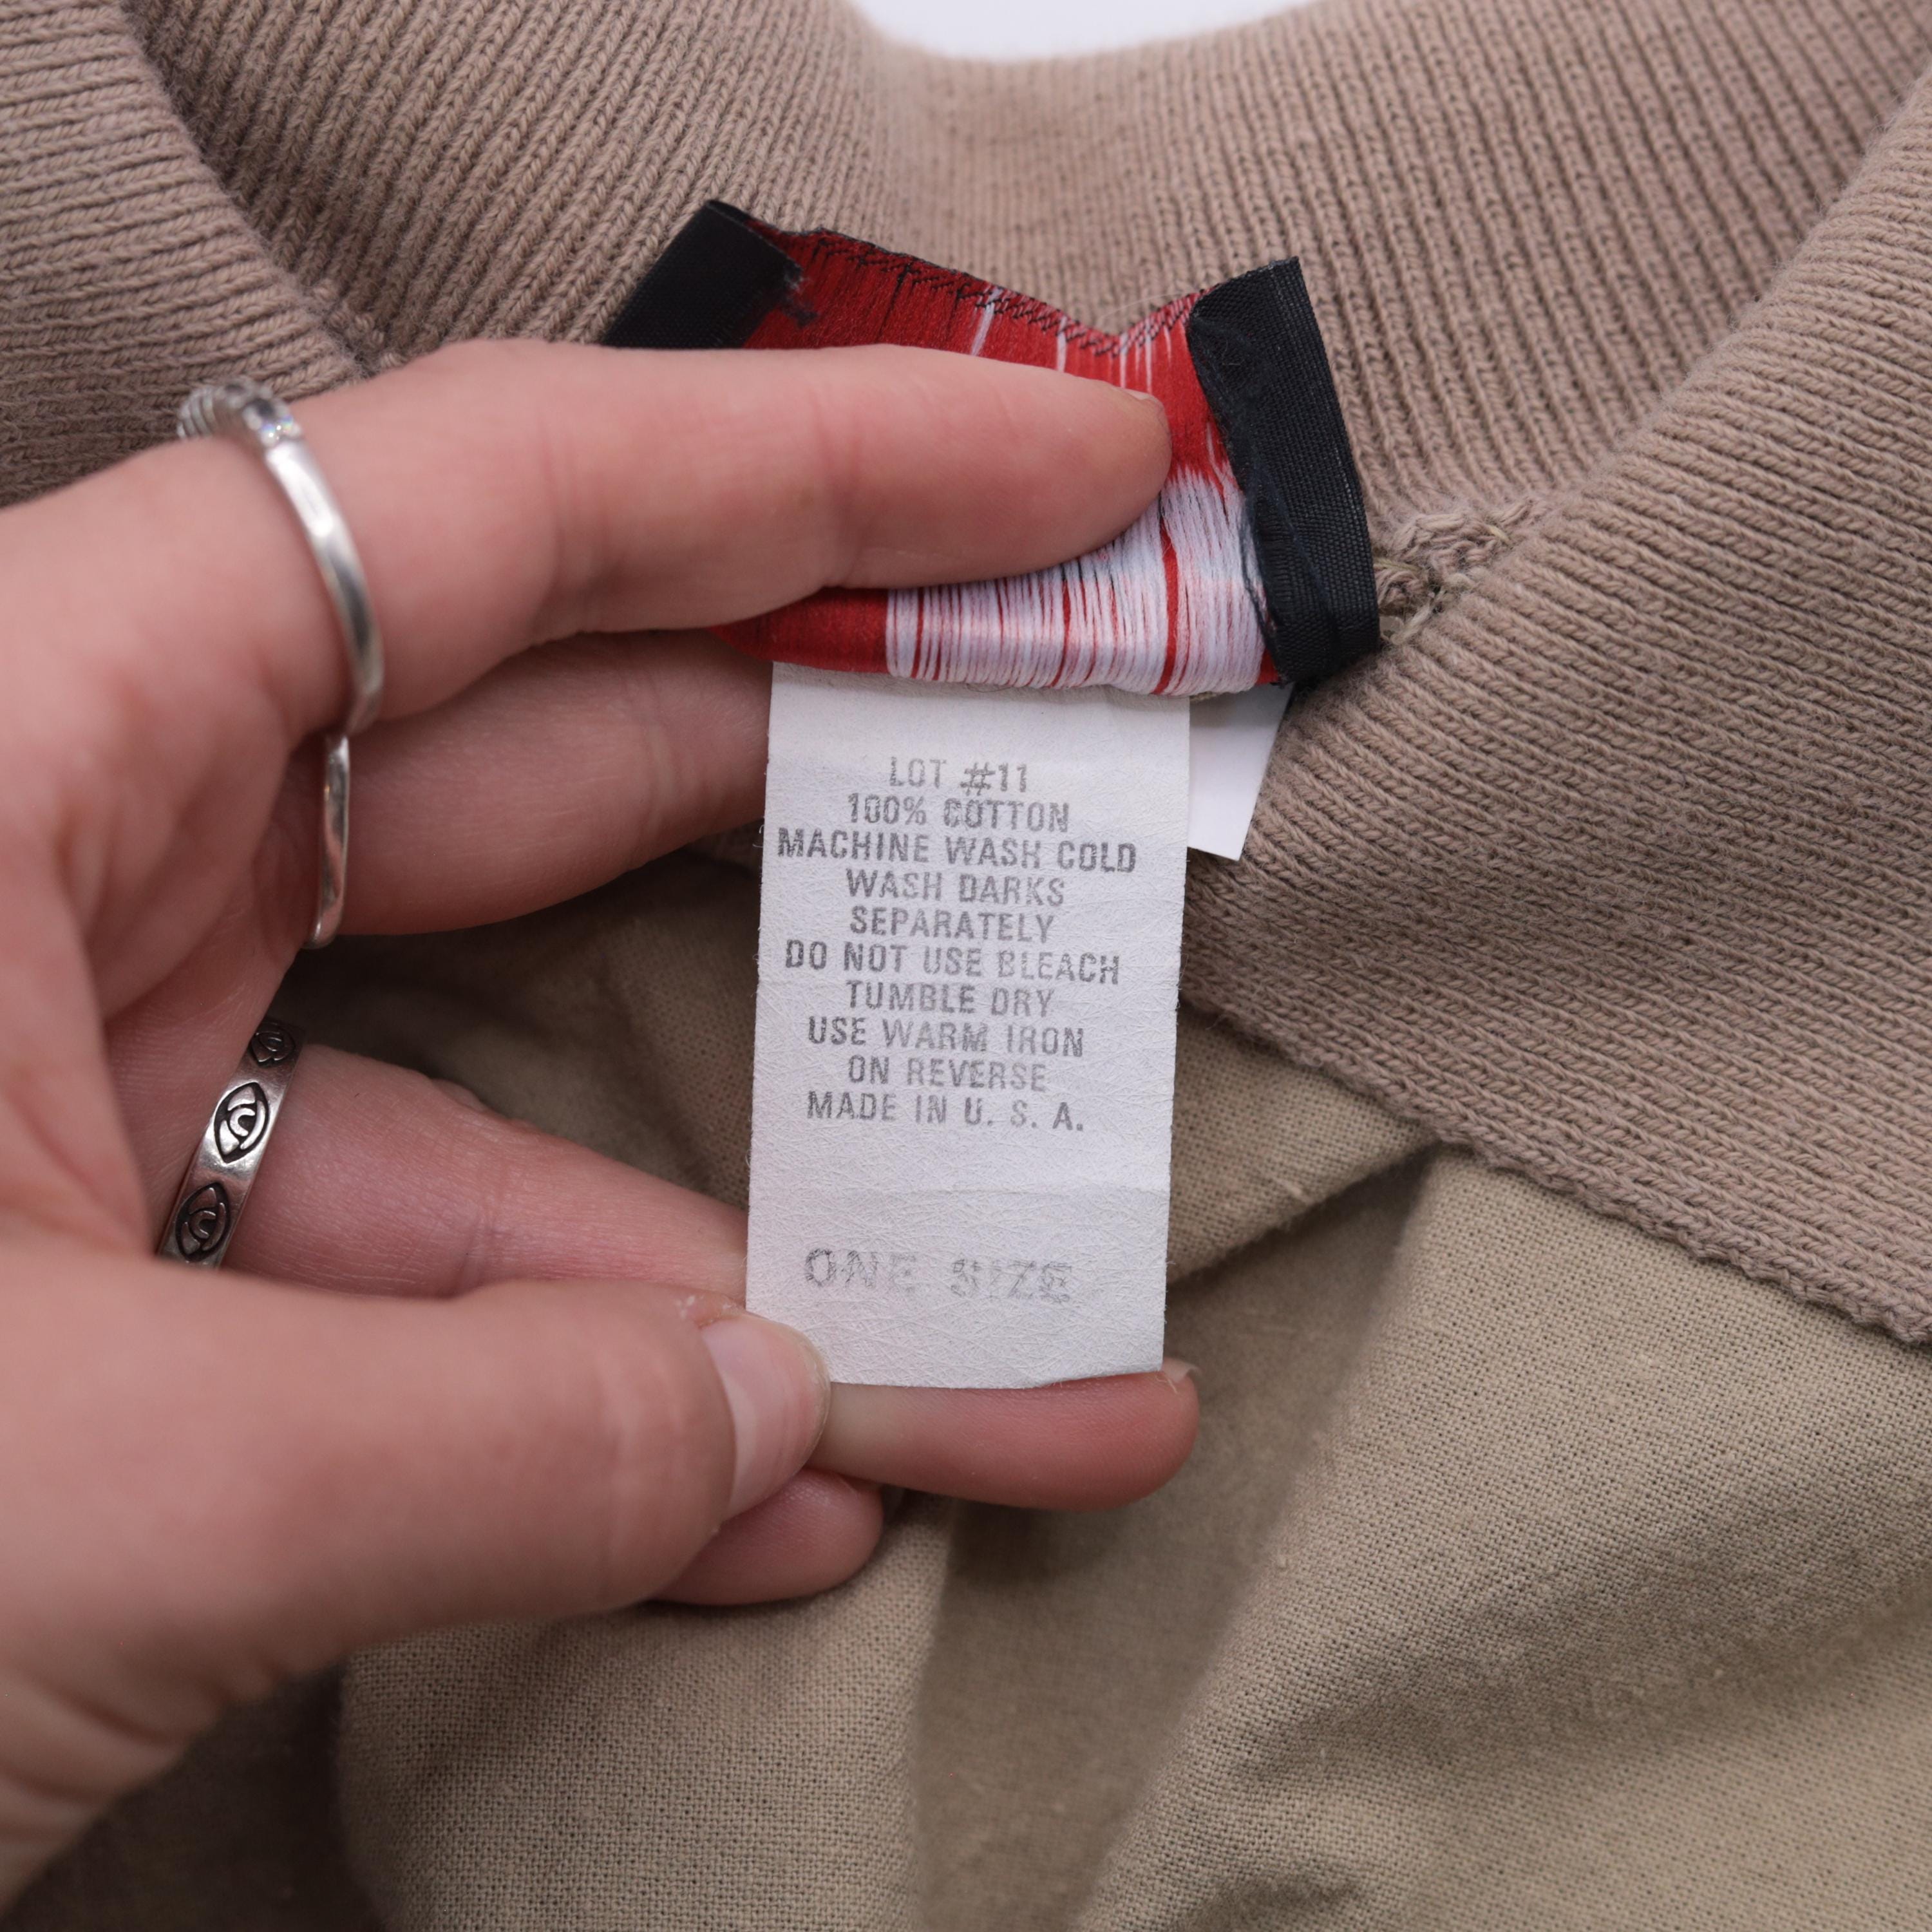 LOT #11
100% COTTON
MACHINE WASH COLD
WASH DARKS
SEPARATELY
DO NOT USE BLEACH
TUMBLE DRY
USE WARM IRON
ON REVERSE
MADE IN U. S. A.
ONE SIZE